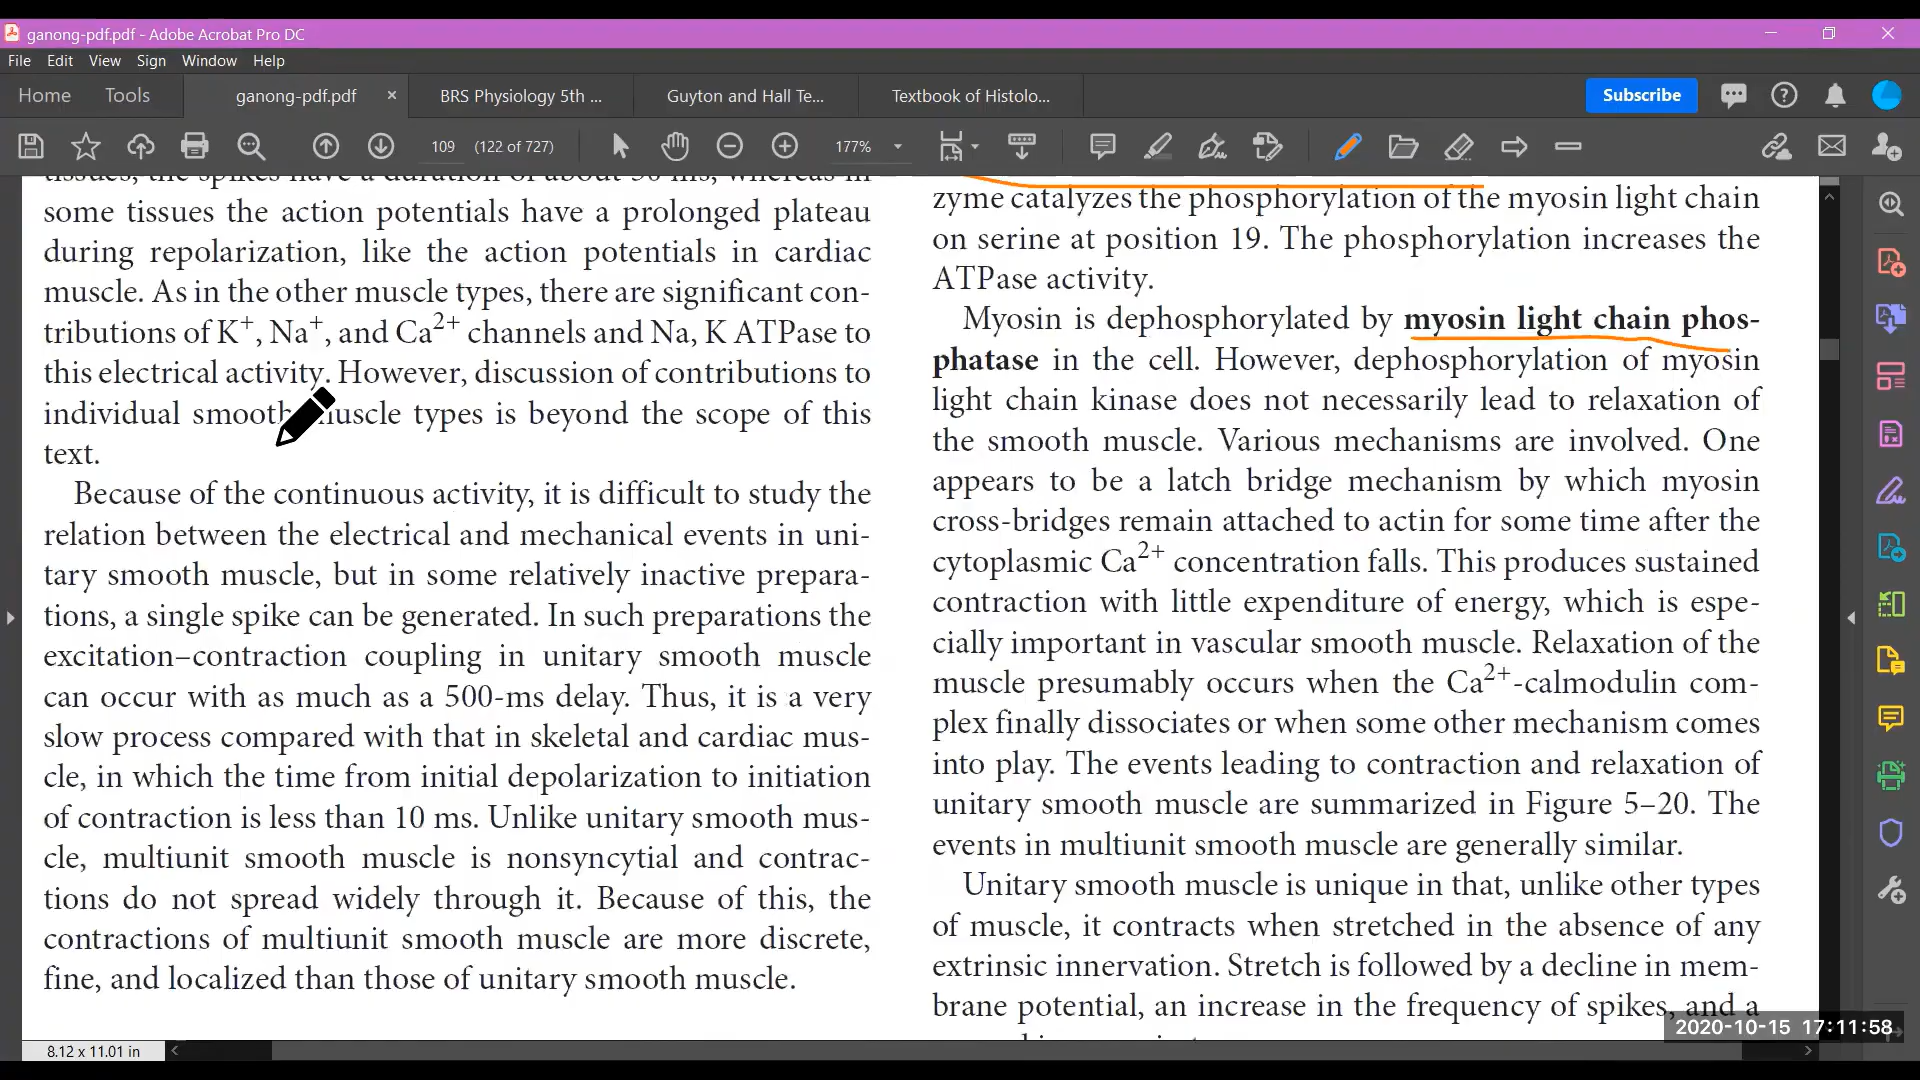 ganong-pdf.pdf - Adobe Acrobat Pro DC
File Edit View Sign Window Help
Home Tools ganong-pdf.pdf × BRS Physiology 5th ... Guyton and Hall Te... Textbook of Histolo... Subscribe
109 (122 of 727) 177%
tissues, the spikes have a duration of about 50 ms, whereas in
some tissues the action potentials have a prolonged plateau
during repolarization, like the action potentials in cardiac
muscle. As in the other muscle types, there are significant con-
tributions of K+, Na+, and Ca2+ channels and Na, K ATPase to
this electrical activity. However, discussion of contributions to
individual smooth muscle types is beyond the scope of this
text.
Because of the continuous activity, it is difficult to study the
relation between the electrical and mechanical events in uni-
tary smooth muscle, but in some relatively inactive prepara-
tions, a single spike can be generated. In such preparations the
excitation–contraction coupling in unitary smooth muscle
can occur with as much as a 500-ms delay. Thus, it is a very
slow process compared with that in skeletal and cardiac mus-
cle, in which the time from initial depolarization to initiation
of contraction is less than 10 ms. Unlike unitary smooth mus-
cle, multiunit smooth muscle is nonsyncytial and contrac-
tions do not spread widely through it. Because of this, the
contractions of multiunit smooth muscle are more discrete,
fine, and localized than those of unitary smooth muscle.
zyme catalyzes the phosphorylation of the myosin light chain
on serine at position 19. The phosphorylation increases the
ATPase activity.
Myosin is dephosphorylated by myosin light chain phos-
phatase in the cell. However, dephosphorylation of myosin
light chain kinase does not necessarily lead to relaxation of
the smooth muscle. Various mechanisms are involved. One
appears to be a latch bridge mechanism by which myosin
cross-bridges remain attached to actin for some time after the
cytoplasmic Ca2+ concentration falls. This produces sustained
contraction with little expenditure of energy, which is espe-
cially important in vascular smooth muscle. Relaxation of the
muscle presumably occurs when the Ca2+-calmodulin com-
plex finally dissociates or when some other mechanism comes
into play. The events leading to contraction and relaxation of
unitary smooth muscle are summarized in Figure 5–20. The
events in multiunit smooth muscle are generally similar.
Unitary smooth muscle is unique in that, unlike other types
of muscle, it contracts when stretched in the absence of any
extrinsic innervation. Stretch is followed by a decline in mem-
brane potential, an increase in the frequency of spikes, and a
2020-10-15 17:11:58
8.12 x 11.01 in